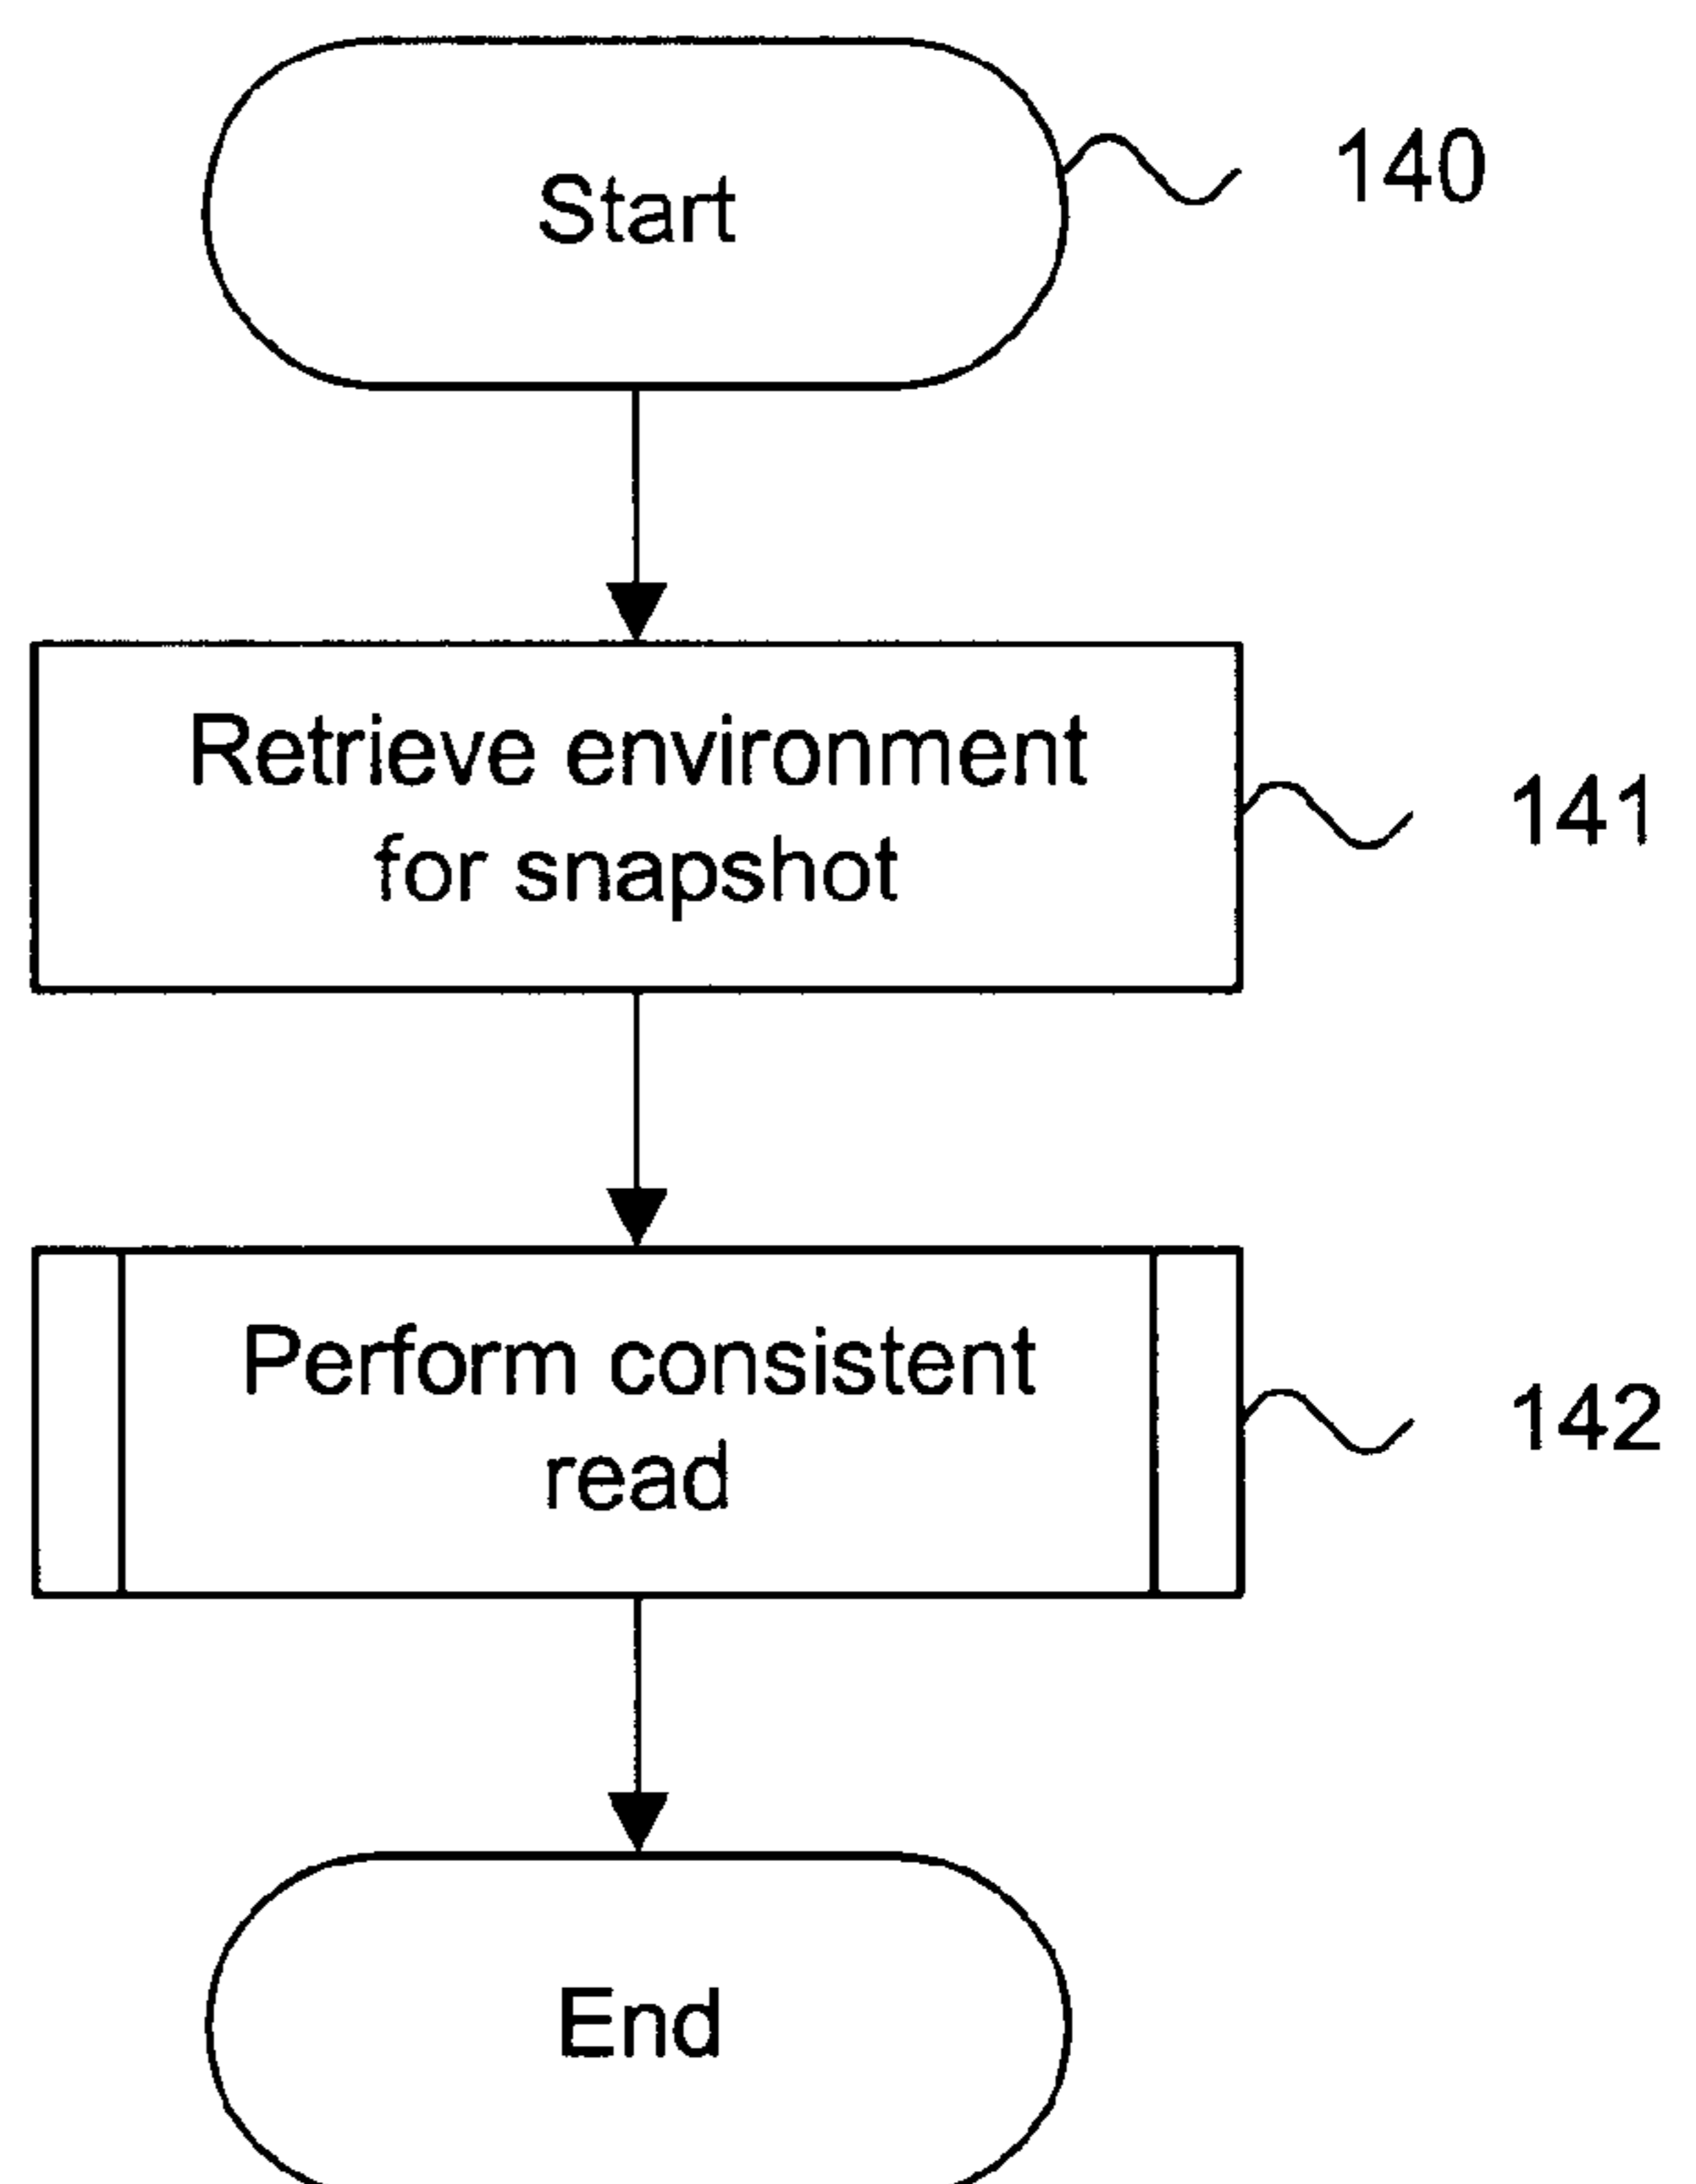 Start
140
Retrieve environment
for snapshot
141
Perform consistent
read
142
End